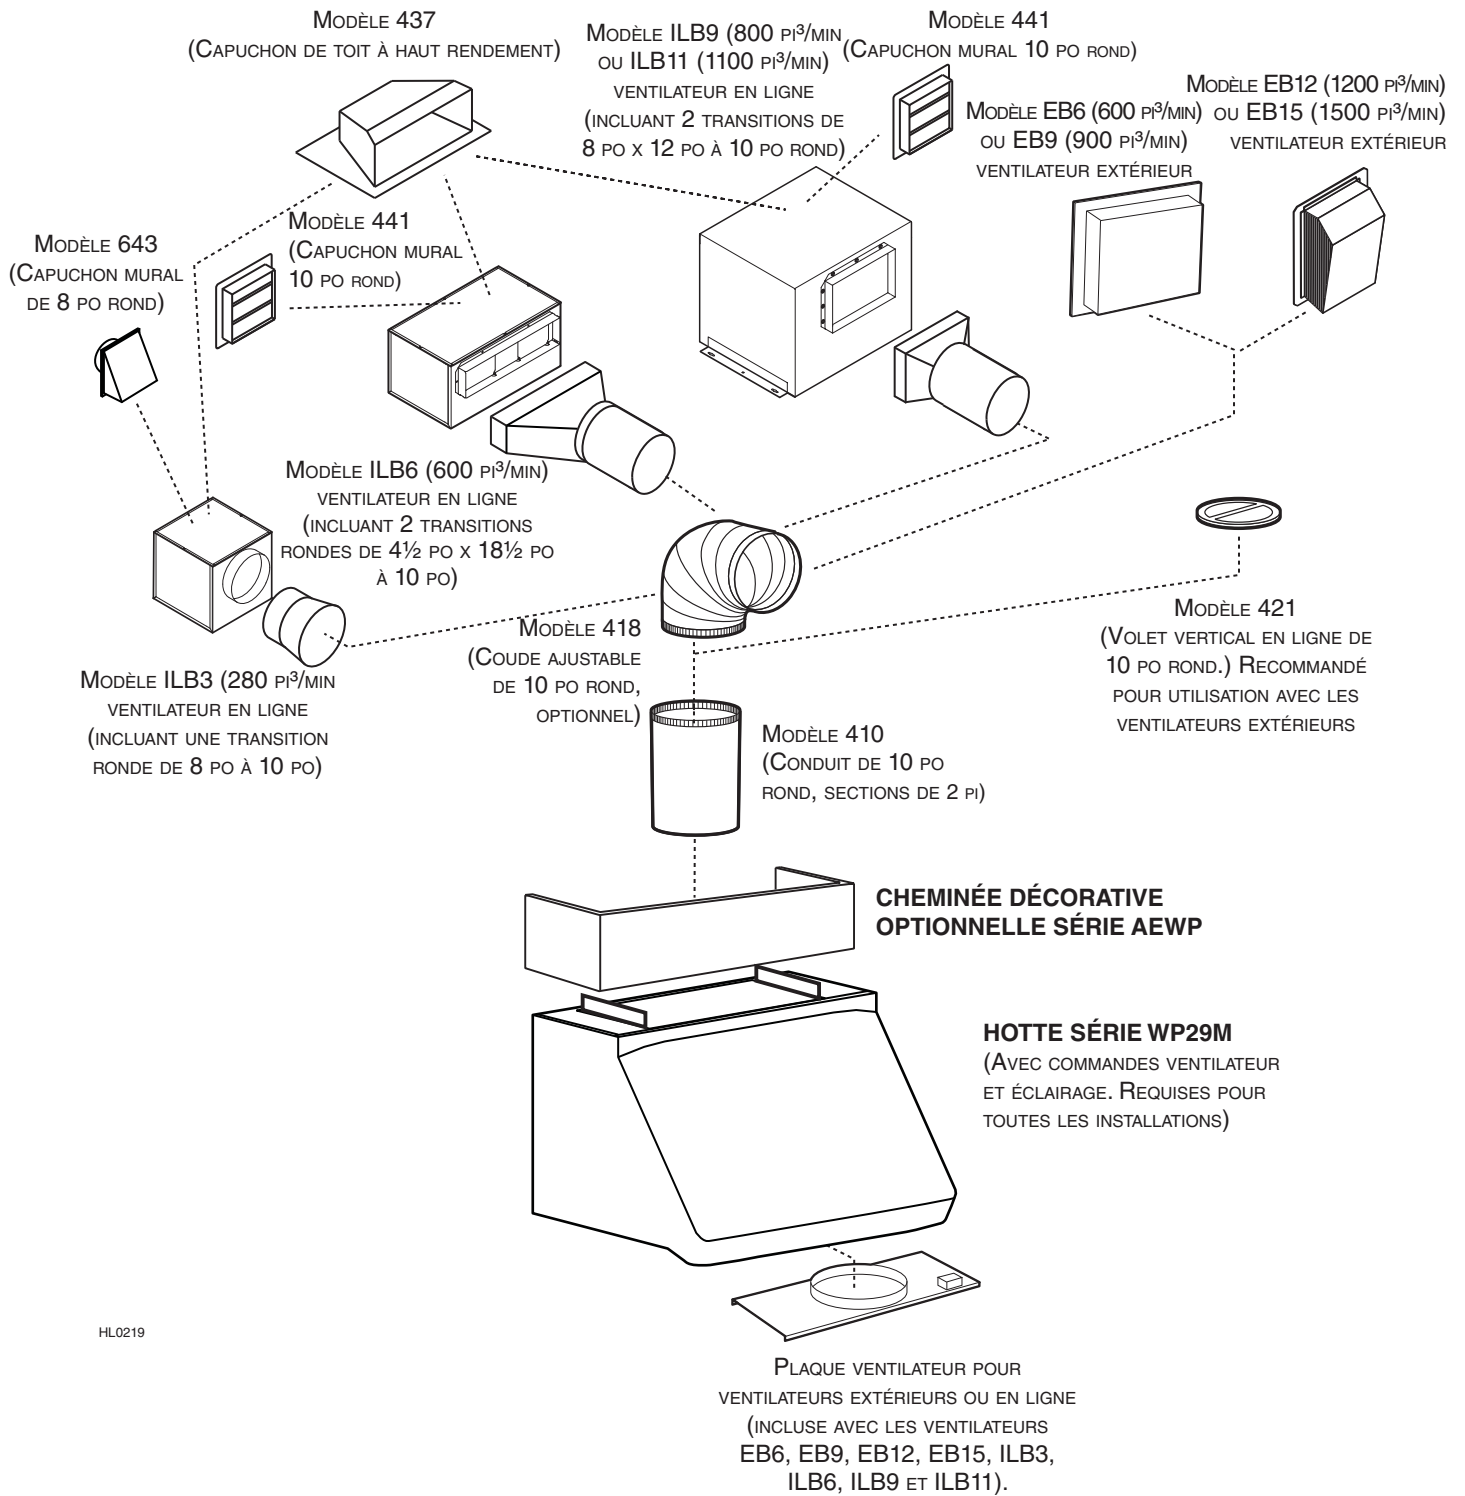 Modèle 437
(Capuchon de toit à haut rendement)
Modèle ILB9 (800 pi³/min
ou ILB11 (1100 pi³/min)
ventilateur en ligne
(incluant 2 transitions de
8 po x 12 po à 10 po rond)
Modèle 441
(Capuchon mural 10 po rond)
Modèle EB6 (600 pi³/min)
ou EB9 (900 pi³/min)
ventilateur extérieur
Modèle EB12 (1200 pi³/min)
ou EB15 (1500 pi³/min)
ventilateur extérieur
Modèle 643
(Capuchon mural
de 8 po rond)
Modèle 441
(Capuchon mural
10 po rond)
Modèle ILB6 (600 pi³/min)
ventilateur en ligne
(incluant 2 transitions
rondes de 4½ po x 18½ po
à 10 po)
Modèle ILB3 (280 pi³/min
ventilateur en ligne
(incluant une transition
ronde de 8 po à 10 po)
Modèle 418
(Coude ajustable
de 10 po rond,
optionnel)
Modèle 421
(Volet vertical en ligne de
10 po rond.) Recommandé
pour utilisation avec les
ventilateurs extérieurs
Modèle 410
(Conduit de 10 po
rond, sections de 2 pi)
CHEMINÉE DÉCORATIVE
OPTIONNELLE SÉRIE AEWP
HOTTE SÉRIE WP29M
(Avec commandes ventilateur
et éclairage. Requises pour
toutes les installations)
HL0219
Plaque ventilateur pour
ventilateurs extérieurs ou en ligne
(incluse avec les ventilateurs
EB6, EB9, EB12, EB15, ILB3,
ILB6, ILB9 et ILB11).